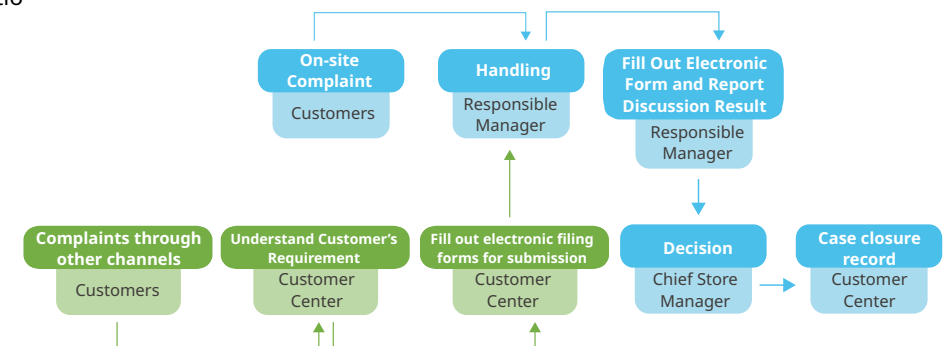 On-site
Complaint
Customers
Handling
Responsible
Manager
Fill Out Electronic
Form and Report
Discussion Result
Responsible
Manager
Complaints through
other channels
Customers
Understand Customer’s
Requirement
Customer
Center
Fill out electronic filing
forms for submission
Customer
Center
Decision
Chief Store
Manager
Case closure
record
Customer
Center